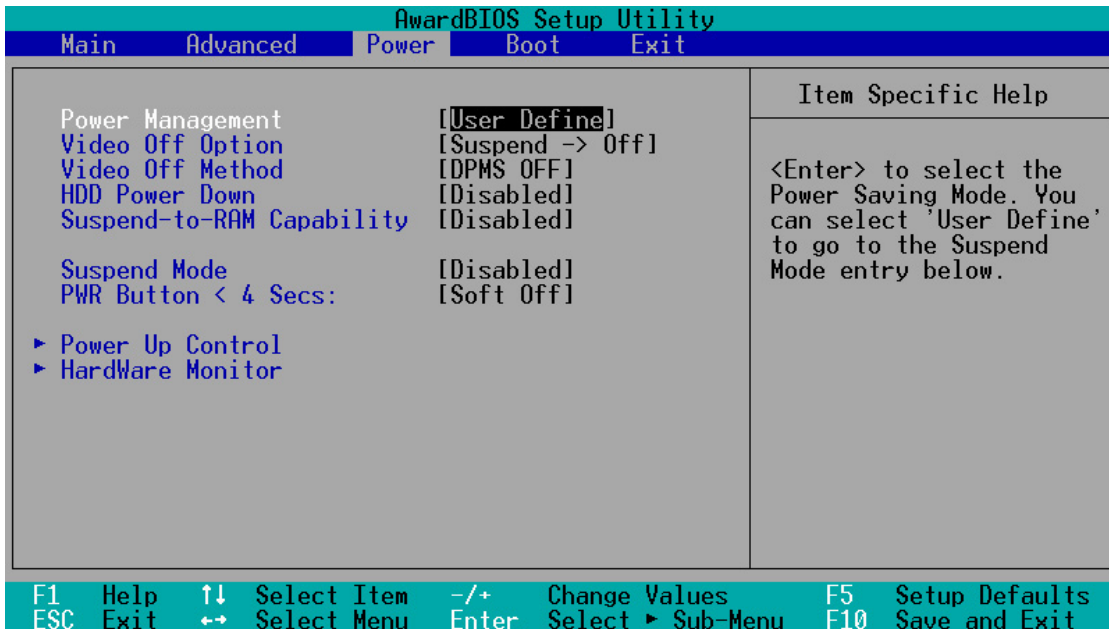 AwardBIOS Setup Utility
Main Advanced Power Boot Exit
Item Specific Help
Power Management [User Define]
Video Off Option [Suspend -> Off]
Video Off Method [DPMS OFF]
HDD Power Down [Disabled]
Suspend-to-RAM Capability [Disabled]
Suspend Mode [Disabled]
PWR Button < 4 Secs: [Soft Off]
► Power Up Control
► HardWare Monitor
<Enter> to select the
Power Saving Mode. You
can select 'User Define'
to go to the Suspend
Mode entry below.
F1 Help ↑↓ Select Item -/+ Change Values F5 Setup Defaults
ESC Exit ←→ Select Menu Enter Select ► Sub-Menu F10 Save and Exit